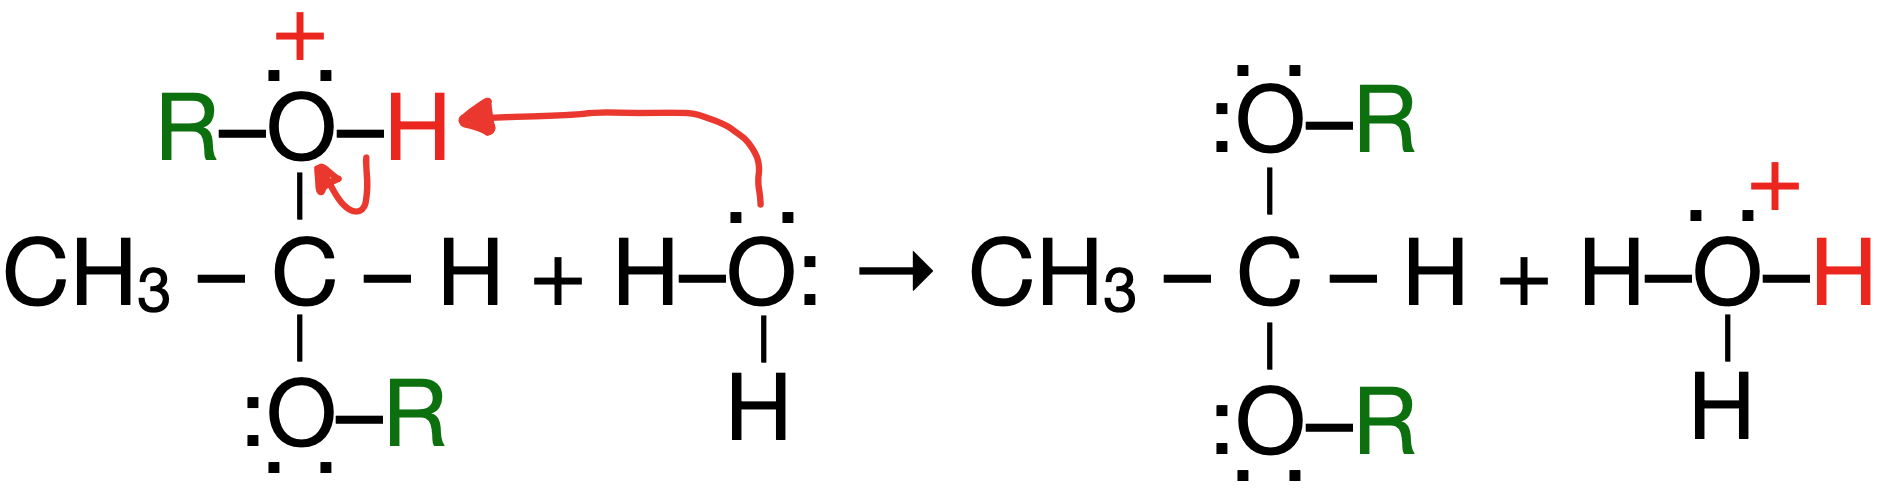 + +
R–O–H :O–R
CH₃ – C – H + H–O: → CH₃ – C – H + H–O–H
H H
:O–R :O–R